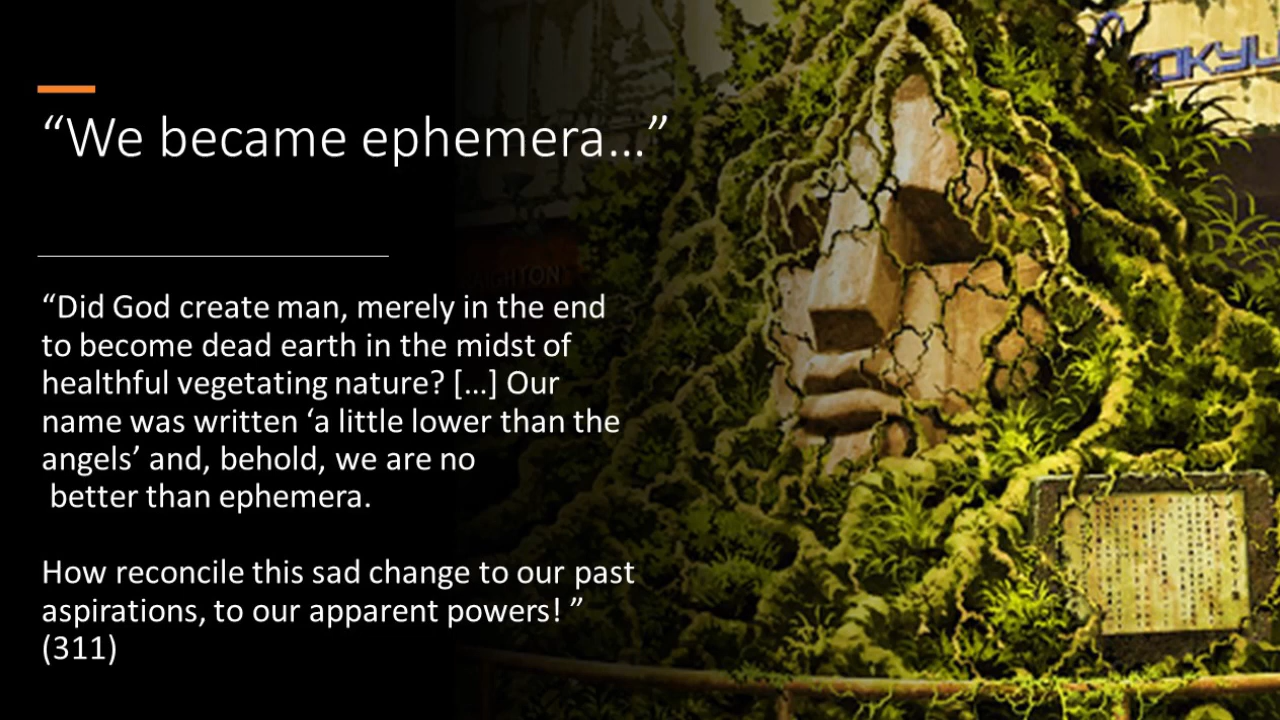 “We became ephemera…”
OKYU
“Did God create man, merely in the end
to become dead earth in the midst of
healthful vegetating nature? […] Our
name was written ‘a little lower than the
angels’ and, behold, we are no
better than ephemera.
How reconcile this sad change to our past
aspirations, to our apparent powers! ”
(311)